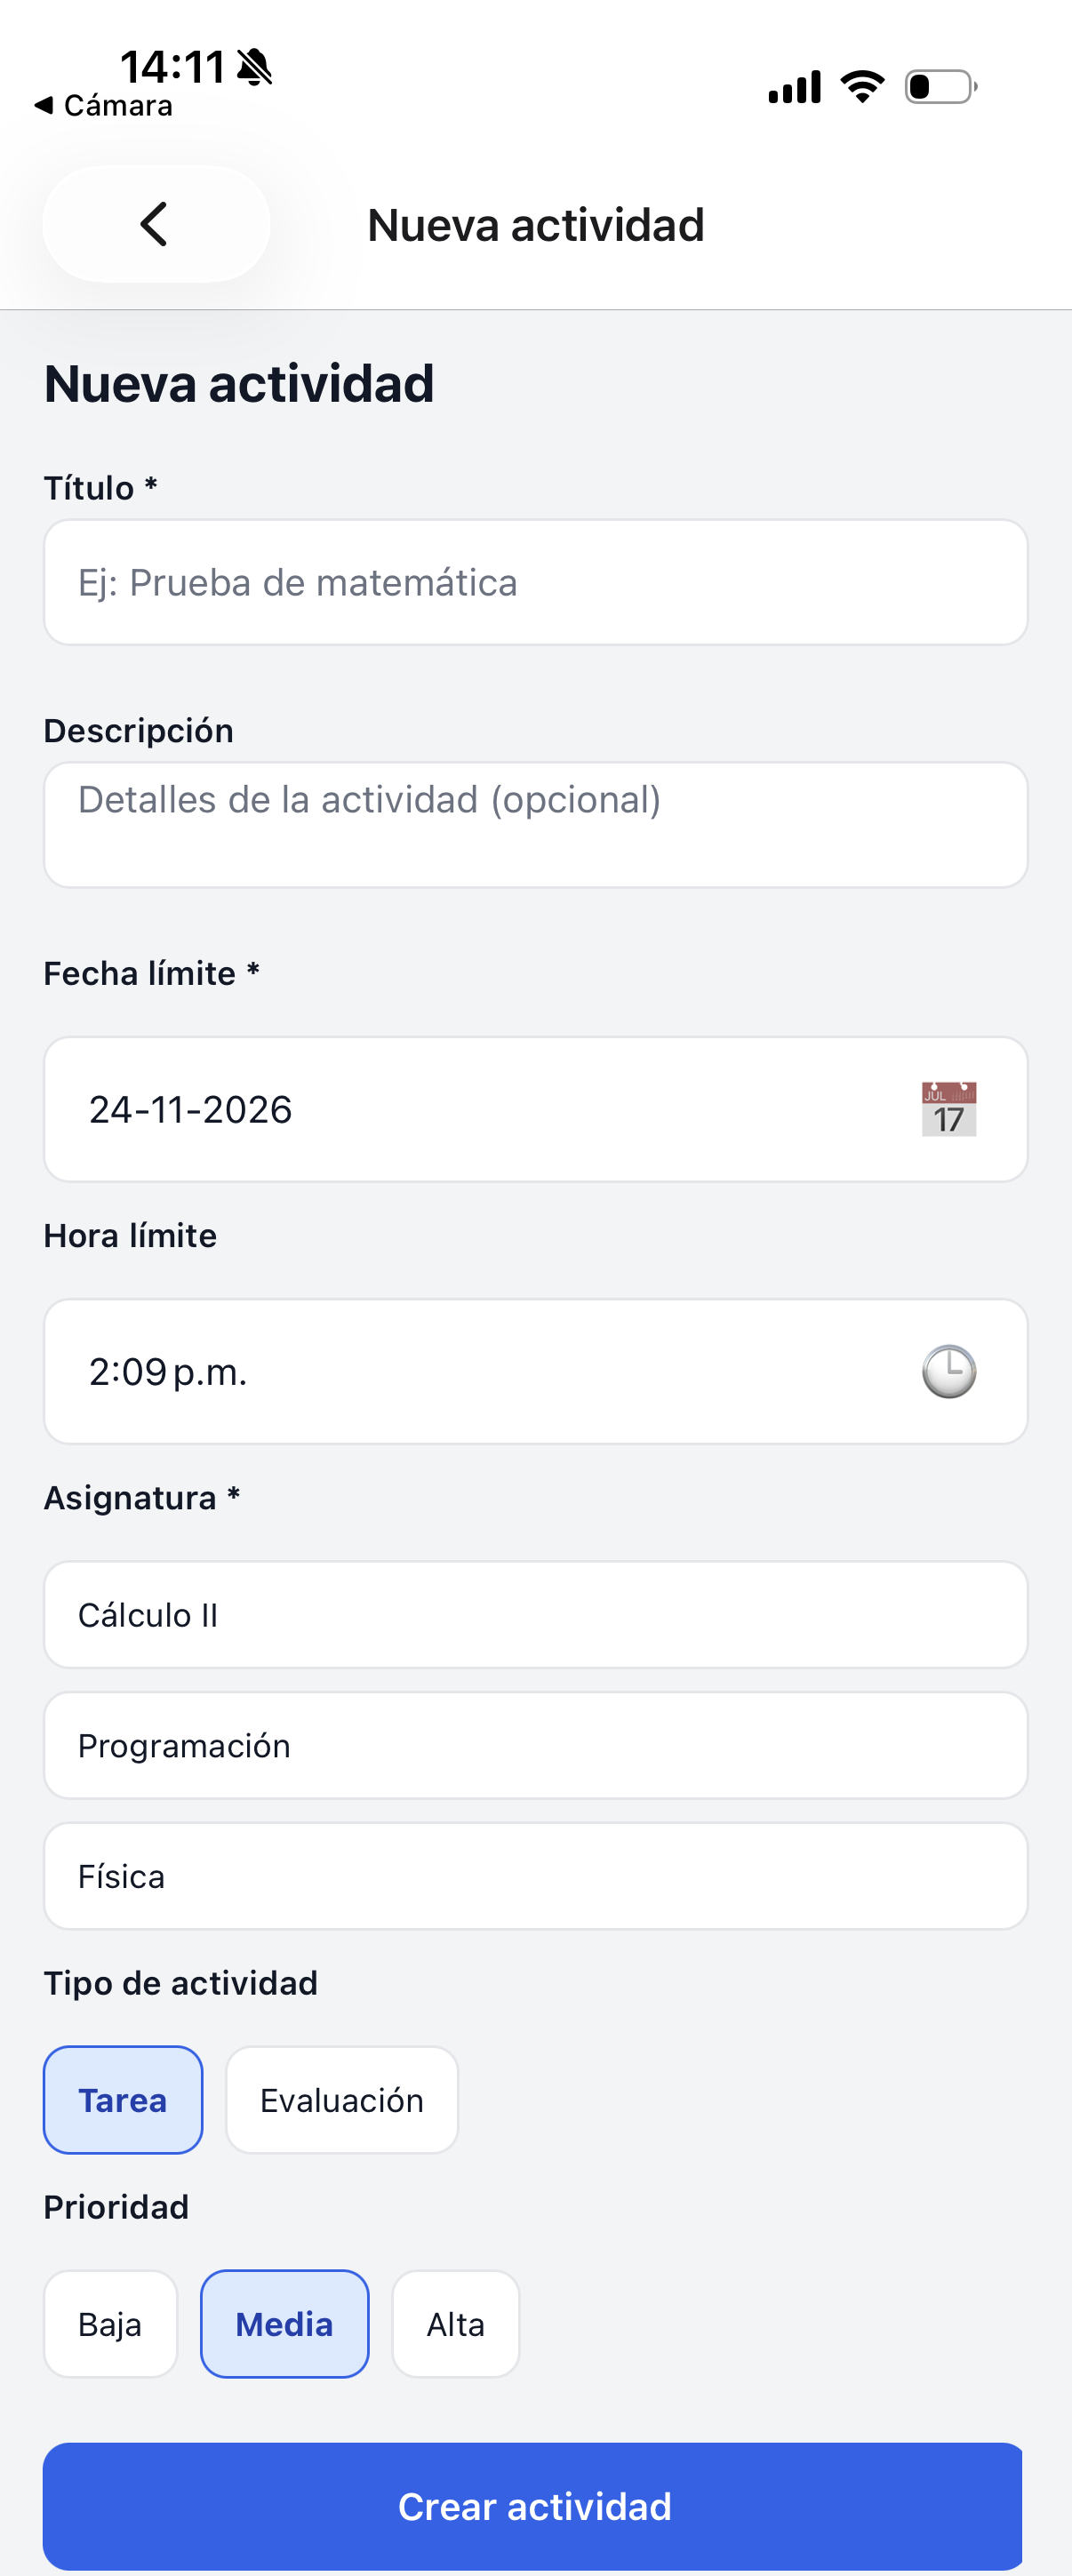 14:11
◀ Cámara
Nueva actividad
Nueva actividad
Título *
Ej: Prueba de matemática
Descripción
Detalles de la actividad (opcional)
Fecha límite *
24-11-2026
JUL
17
Hora límite
2:09 p.m.
Asignatura *
Cálculo II
Programación
Física
Tipo de actividad
Tarea
Evaluación
Prioridad
Baja
Media
Alta
Crear actividad